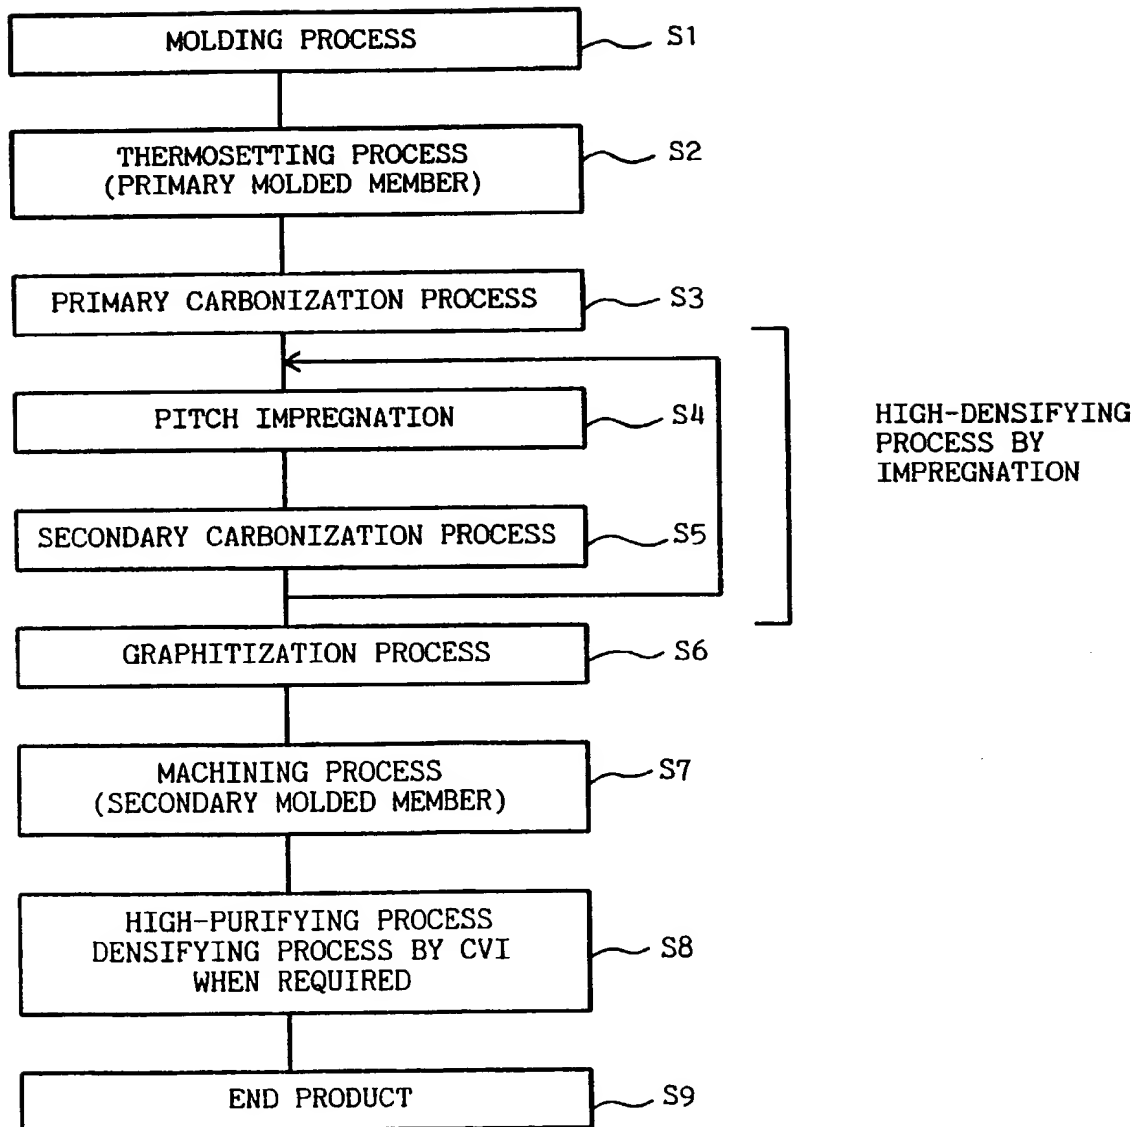 MOLDING PROCESS
S1
THERMOSETTING PROCESS
(PRIMARY MOLDED MEMBER)
S2
PRIMARY CARBONIZATION PROCESS
S3
PITCH IMPREGNATION
S4
HIGH-DENSIFYING
PROCESS BY
IMPREGNATION
SECONDARY CARBONIZATION PROCESS
S5
GRAPHITIZATION PROCESS
S6
MACHINING PROCESS
(SECONDARY MOLDED MEMBER)
S7
HIGH-PURIFYING PROCESS
DENSIFYING PROCESS BY CVI
WHEN REQUIRED
S8
END PRODUCT
S9